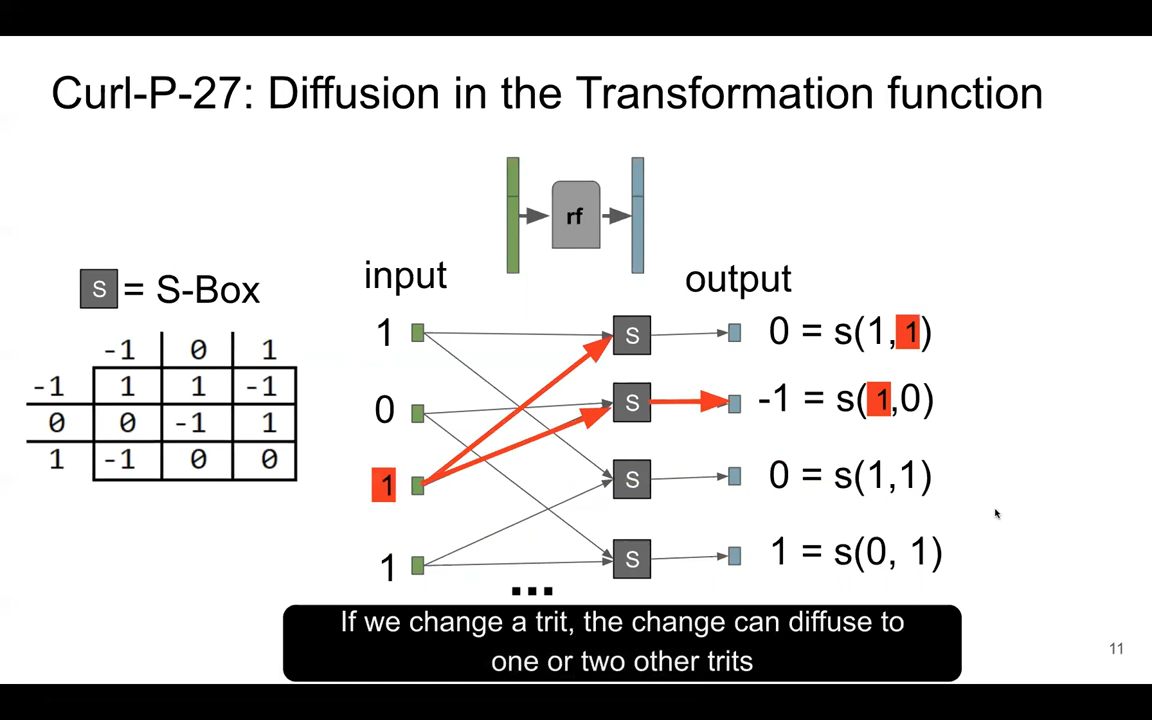 Curl-P-27: Diffusion in the Transformation function
rf
S = S-Box
-1 0 1
-1 1 1 -1
0 0 -1 1
1 -1 0 0
input
output
1 S 0 = s(1,1)
0 S -1 = s(1,0)
1 S 0 = s(1,1)
1 S 1 = s(0, 1)
...
If we change a trit, the change can diffuse to
one or two other trits
11